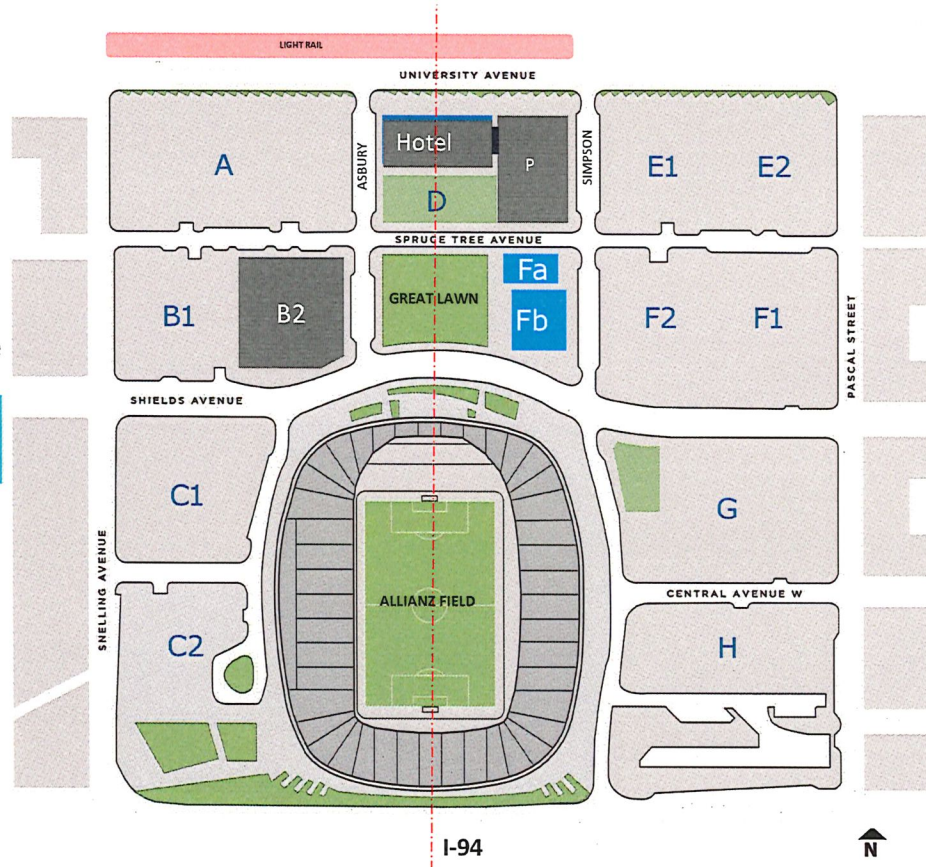 LIGHT RAIL
UNIVERSITY AVENUE
A
ASBURY
Hotel
P
D
SIMPSON
E1
E2
SPRUCE TREE AVENUE
B1
B2
GREAT LAWN
Fa
Fb
F2
F1
PASCAL STREET
SHIELDS AVENUE
C1
G
SNELLING AVENUE
ALLIANZ FIELD
CENTRAL AVENUE W
C2
H
I-94
N